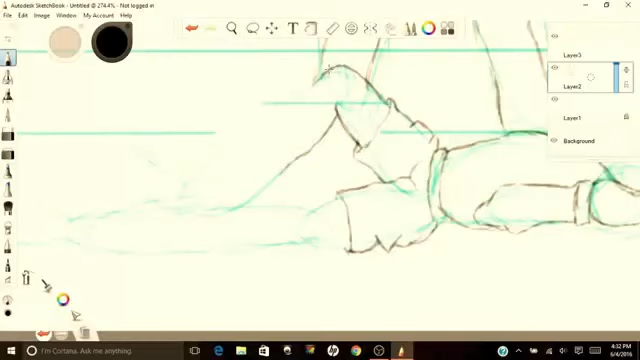 Autodesk SketchBook - Untitled @ 274.4% - Not logged in
File Edit Image Window My Account Help
Layer3
Layer2
Layer1
Background
I'm Cortana. Ask me anything.
4:32 PM
6/4/2016